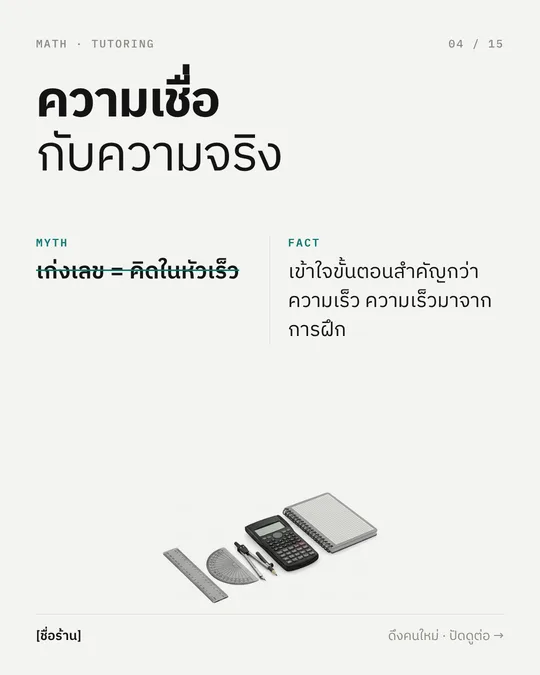 MATH · TUTORING
04 / 15
ความเชื่อ
กับความจริง
MYTH
เก่งเลข = คิดในหัวเร็ว
FACT
เข้าใจขั้นตอนสำคัญกว่า
ความเร็ว ความเร็วมาจาก
การฝึก
[ชื่อร้าน]
ดึงคนใหม่ · ปัดดูต่อ →